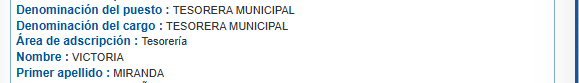 Denominación del puesto : TESORERA MUNICIPAL
Denominación del cargo : TESORERA MUNICIPAL
Área de adscripción : Tesorería
Nombre : VICTORIA
Primer apellido : MIRANDA